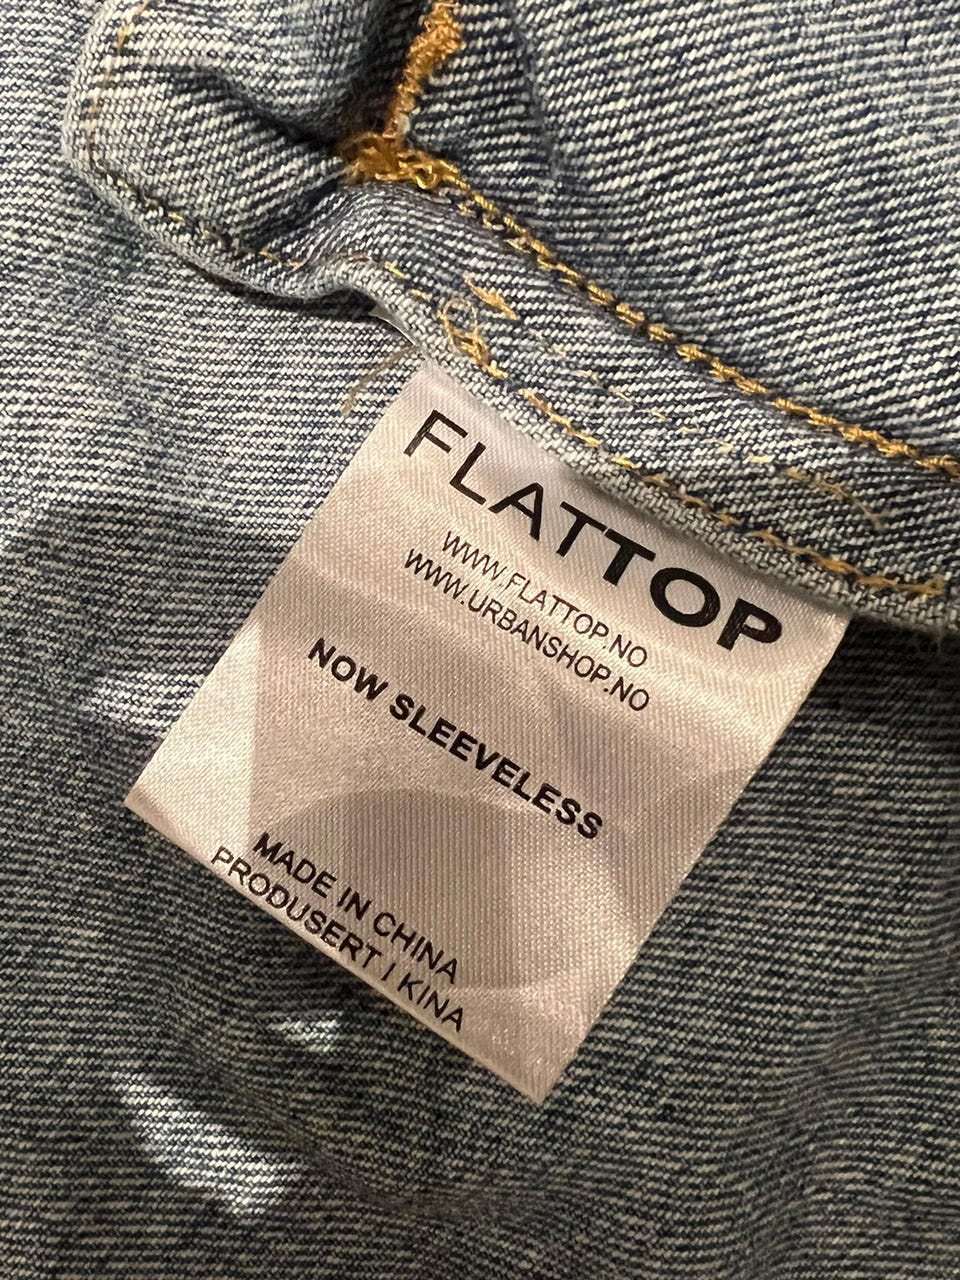 FLATTOP
WWW.FLATTOP.NO
WWW.URBANSHOP.NO
NOW SLEEVELESS
MADE IN CHINA
PRODUSERT I KINA